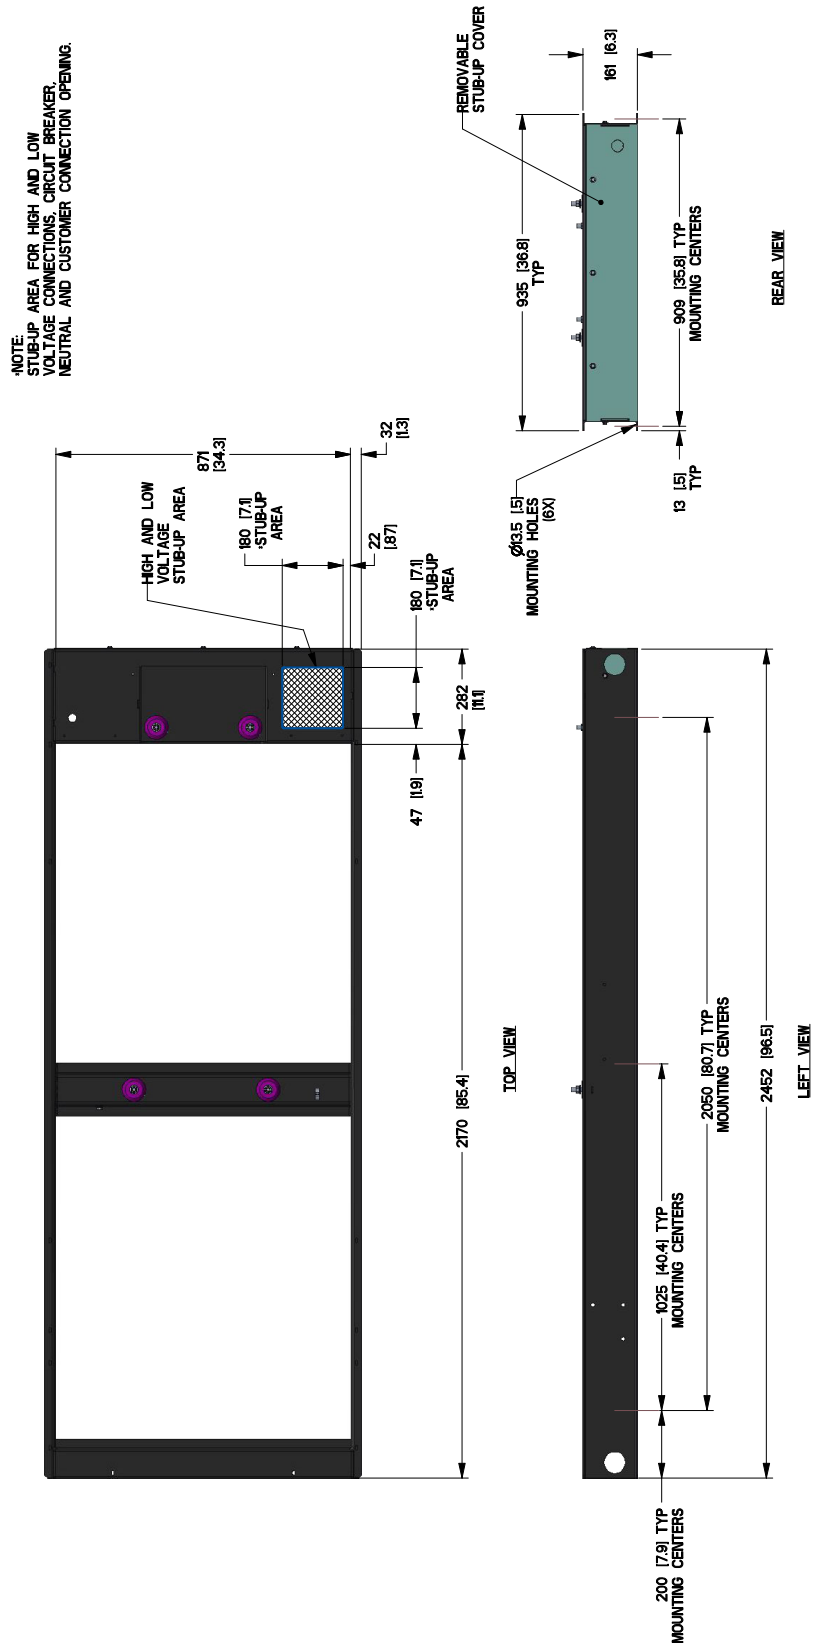 *NOTE:
STUB-UP AREA FOR HIGH AND LOW
VOLTAGE CONNECTIONS, CIRCUIT BREAKER,
NEUTRAL AND CUSTOMER CONNECTION OPENING.
871
[34.3]
32
[1.3]
HIGH AND LOW
VOLTAGE
STUB-UP AREA
180 [7.1]
*STUB-UP
AREA
22
[.87]
180 [7.1]
*STUB-UP
AREA
282
[11.1]
47 [1.9]
2170 [85.4]
TOP VIEW
REMOVABLE
STUB-UP COVER
161 [6.3]
935 [36.8]
TYP
909 [35.8] TYP
MOUNTING CENTERS
Ø13.5 [.5]
MOUNTING HOLES
(6X)
13 [.5]
TYP
REAR VIEW
200 [7.9] TYP
MOUNTING CENTERS
1025 [40.4] TYP
MOUNTING CENTERS
2050 [80.7] TYP
MOUNTING CENTERS
2452 [96.5]
LEFT VIEW